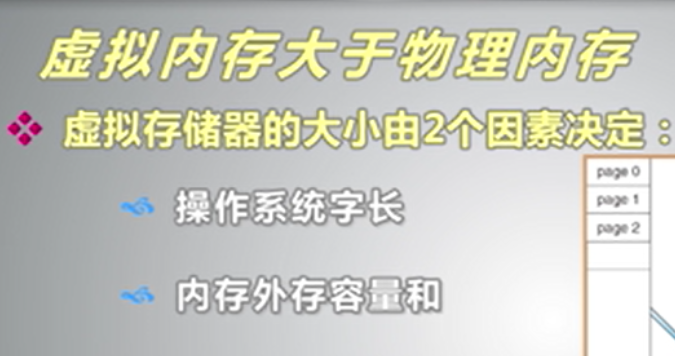 虚拟内存大于物理内存
虚拟存储器的大小由2个因素决定：
操作系统字长
内存外存容量和
page 0
page 1
page 2